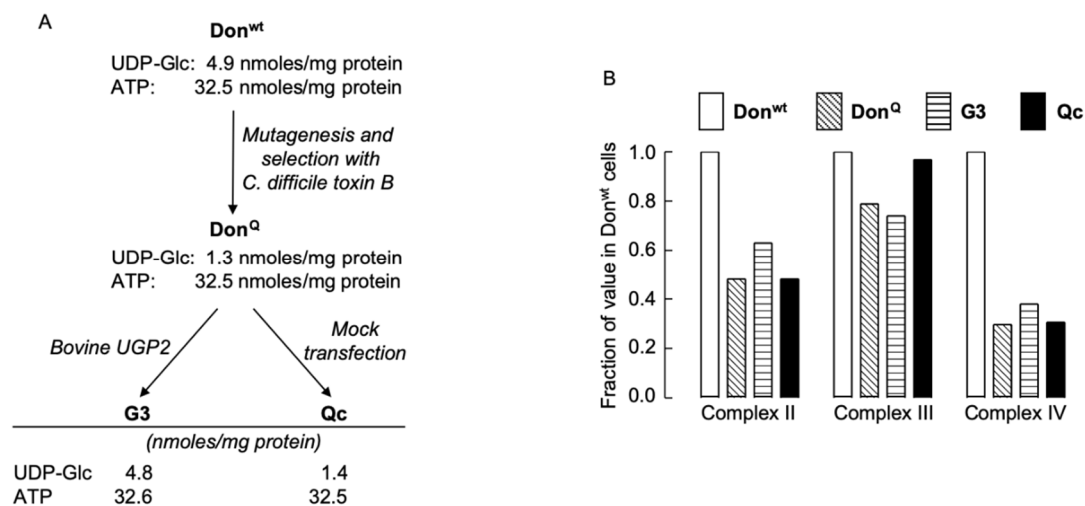 A
Don^wt
UDP-Glc: 4.9 nmoles/mg protein
ATP: 32.5 nmoles/mg protein
Mutagenesis and
selection with
C. difficile toxin B
Don^Q
UDP-Glc: 1.3 nmoles/mg protein
ATP: 32.5 nmoles/mg protein
Bovine UGP2
Mock
transfection
G3 Qc
(nmoles/mg protein)
UDP-Glc 4.8 1.4
ATP 32.6 32.5
B
Don^wt Don^Q G3 Qc
Fraction of value in Don^wt cells
1.0
0.8
0.6
0.4
0.2
0.0
Complex II Complex III Complex IV